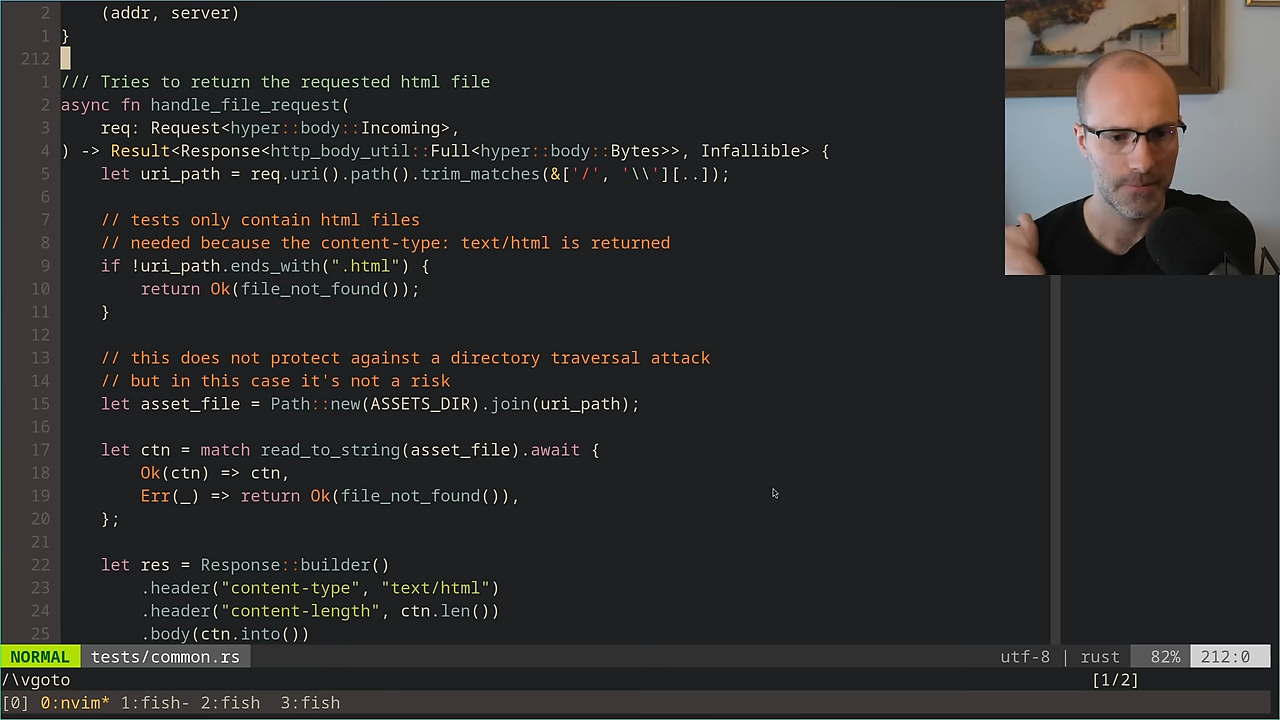 2     (addr, server)
1 }
212
1 /// Tries to return the requested html file
2 async fn handle_file_request(
3     req: Request<hyper::body::Incoming>,
4 ) -> Result<Response<http_body_util::Full<hyper::body::Bytes>>, Infallible> {
5     let uri_path = req.uri().path().trim_matches(&['/', '\\'][..]);
6
7     // tests only contain html files
8     // needed because the content-type: text/html is returned
9     if !uri_path.ends_with(".html") {
10         return Ok(file_not_found());
11     }
12
13     // this does not protect against a directory traversal attack
14     // but in this case it's not a risk
15     let asset_file = Path::new(ASSETS_DIR).join(uri_path);
16
17     let ctn = match read_to_string(asset_file).await {
18         Ok(ctn) => ctn,
19         Err(_) => return Ok(file_not_found()),
20     };
21
22     let res = Response::builder()
23         .header("content-type", "text/html")
24         .header("content-length", ctn.len())
25         .body(ctn.into())
NORMAL tests/common.rs utf-8 | rust 82% 212:0
/\vgoto [1/2]
[0] 0:nvim* 1:fish- 2:fish 3:fish